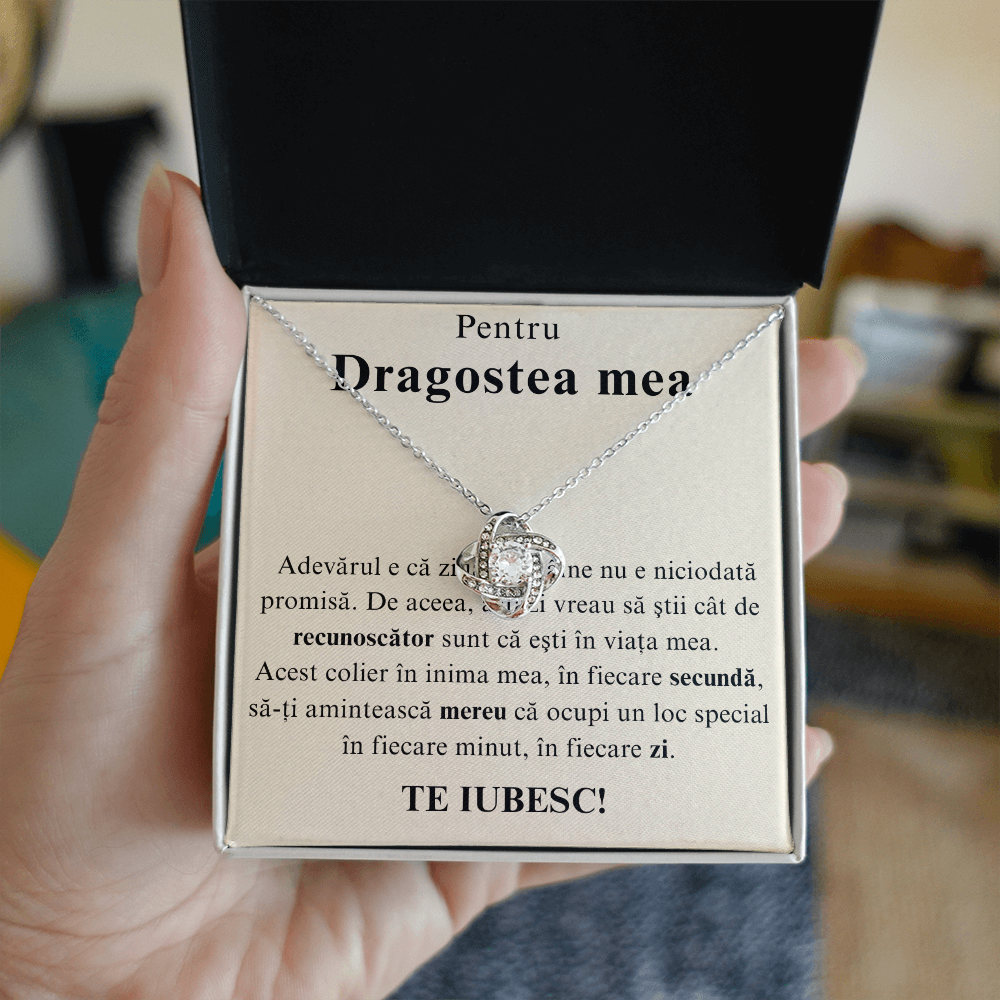 Pentru
Dragostea mea
Adevărul e că nu e niciodată
promisă. De aceea, vreau să știi cât de
recunoscător sunt că ești în viața mea.
Acest colier în inima mea, în fiecare secundă,
să-ți amintească mereu că ocupi un loc special
în fiecare minut, în fiecare zi.
TE IUBESC!